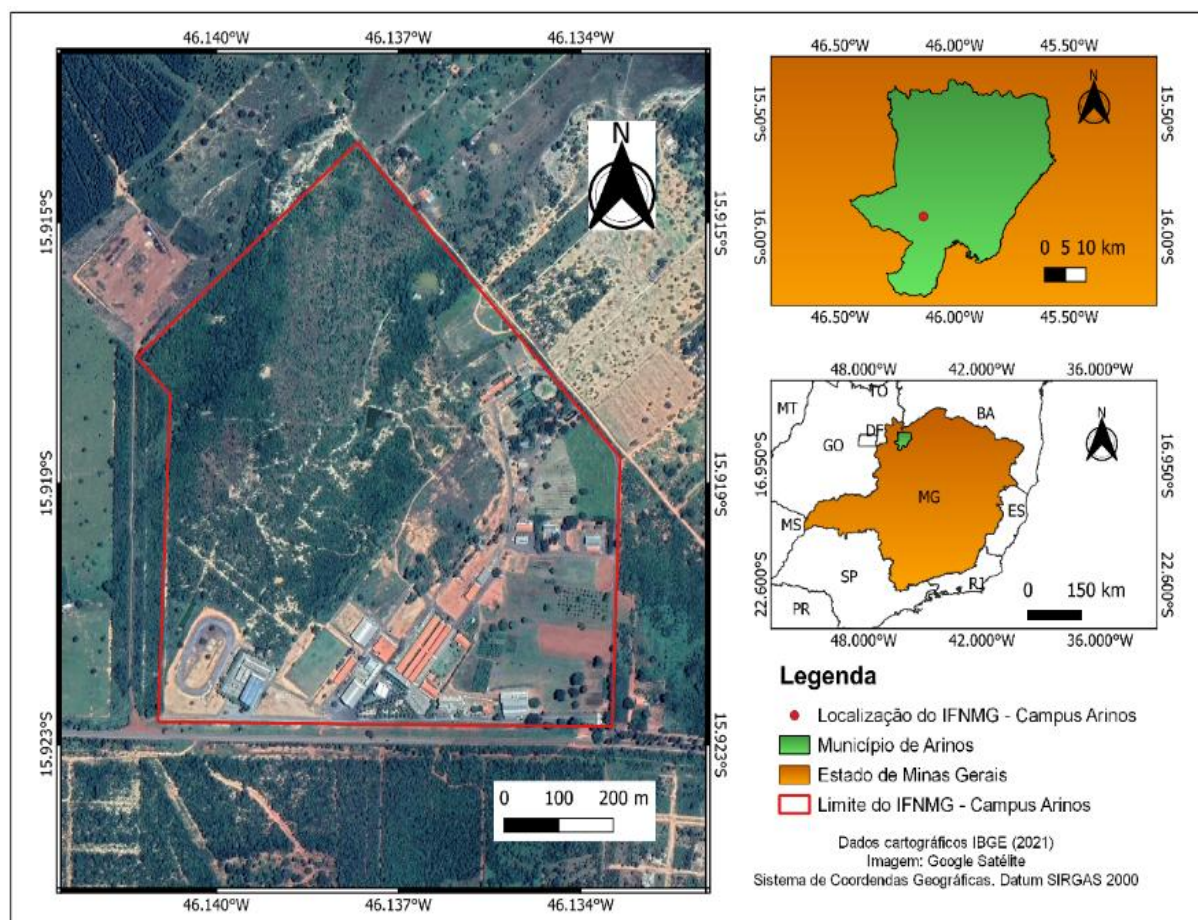 46.140°W 46.137°W 46.134°W
15.915°S 15.915°S
15.919°S 15.919°S
15.923°S 15.923°S
N
0 100 200 m
46.140°W 46.137°W 46.134°W
46.50°W 46.00°W 45.50°W
15.50°S 15.50°S
16.00°S 16.00°S
N
0 5 10 km
46.50°W 46.00°W 45.50°W
48.000°W 42.000°W 36.000°W
16.950°S 16.950°S
22.600°S 22.600°S
N
MT
TO
BA
DF
GO
MG
ES
MS
SP
RJ
PR
0 150 km
48.000°W 42.000°W 36.000°W
Legenda
Localização do IFNMG - Campus Arinos
Município de Arinos
Estado de Minas Gerais
Limite do IFNMG - Campus Arinos
Dados cartográficos IBGE (2021)
Imagem: Google Satélite
Sistema de Coordendas Geográficas. Datum SIRGAS 2000